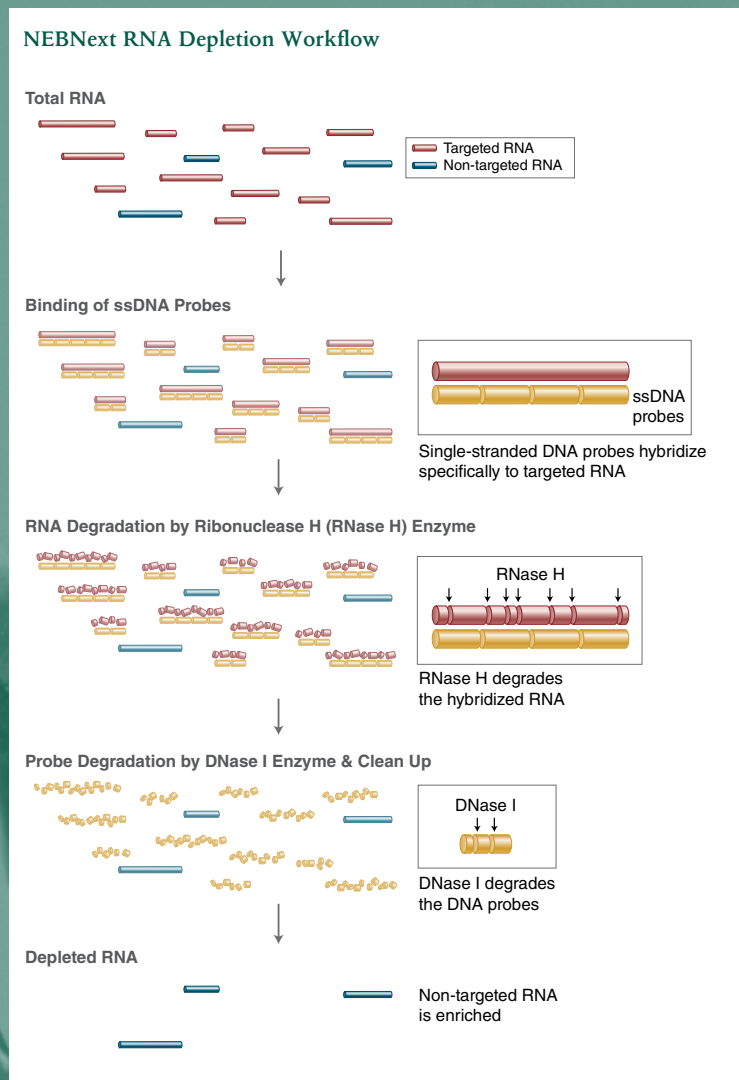 NEBNext RNA Depletion Workflow
Total RNA
Targeted RNA
Non-targeted RNA
Binding of ssDNA Probes
ssDNA
probes
Single-stranded DNA probes hybridize
specifically to targeted RNA
RNA Degradation by Ribonuclease H (RNase H) Enzyme
RNase H
RNase H degrades
the hybridized RNA
Probe Degradation by DNase I Enzyme & Clean Up
DNase I
DNase I degrades
the DNA probes
Depleted RNA
Non-targeted RNA
is enriched